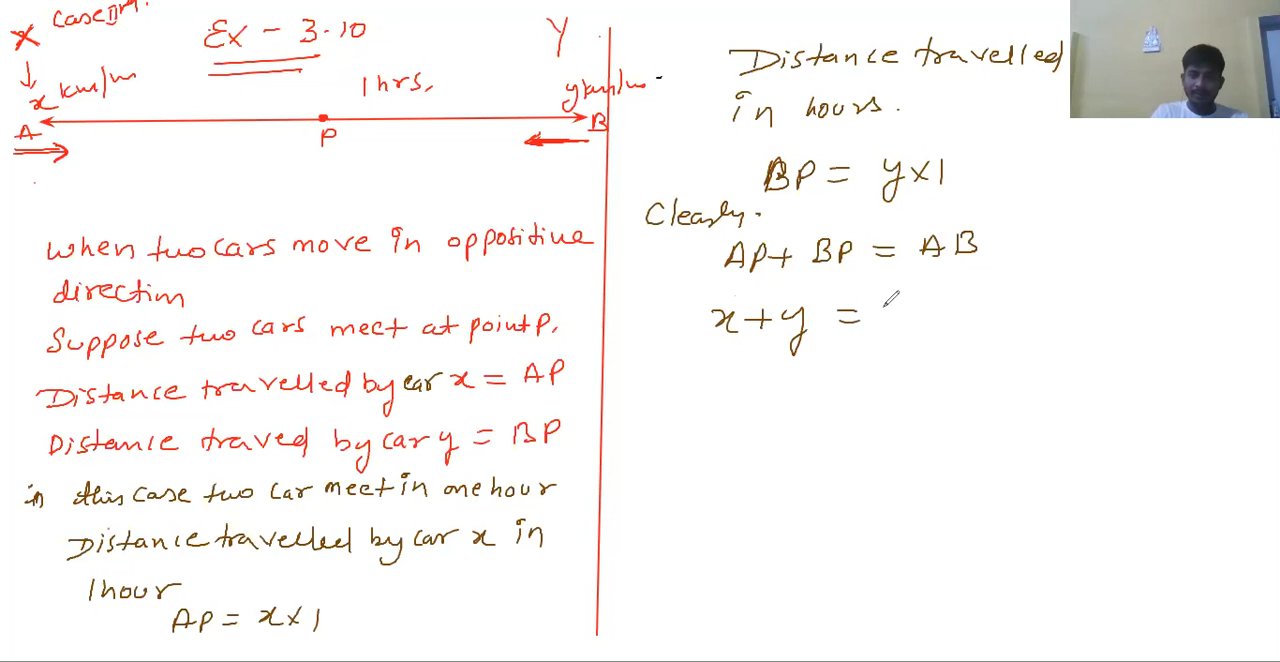 Case II nd.
X
Ex - 3.10
Y
x km/hr
1 hrs.
y km/hr.
A
P
B
When two cars move in oppositive
direction
Suppose two cars meet at point P.
Distance travelled by car x = AP
Distance traved by car y = BP
in this case two car meet in one hour
Distance travelled by car x in
1 hour
AP = x × 1
Distance travelled
in hours.
BP = y × 1
Clearly.
AP + BP = AB
x + y =